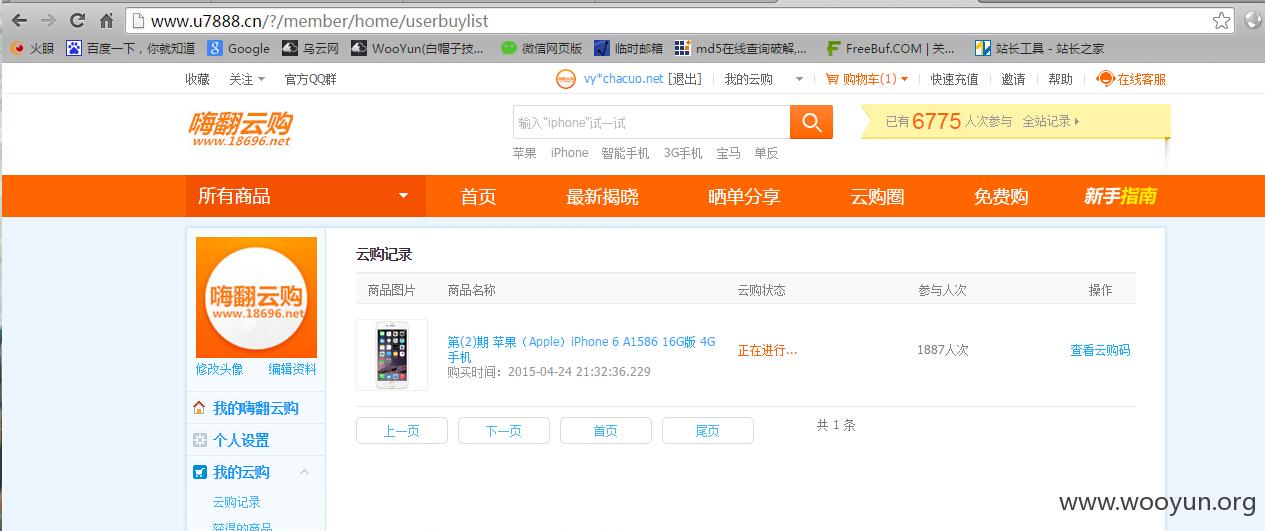 www.u7888.cn/?/member/home/userbuylist
火眼 百度一下，你就知道 Google 乌云网 WooYun(白帽子技... 微信网页版 临时邮箱 md5在线查询破解,... FreeBuf.COM | 关... 站长工具 - 站长之家
收藏 关注 官方QQ群 vy*chacuo.net [退出] 我的云购 购物车(1) 快速充值 邀请 帮助 在线客服
嗨翻云购
www.18696.net
输入"iphone"试一试
已有6775人次参与 全站记录
苹果 iPhone 智能手机 3G手机 宝马 单反
所有商品 首页 最新揭晓 晒单分享 云购圈 免费购 新手指南
嗨翻云购
www.18696.net
修改头像 编辑资料
我的嗨翻云购
个人设置
我的云购
云购记录
获得的商品
云购记录
商品图片 商品名称 云购状态 参与人次 操作
第(2)期 苹果（Apple）iPhone 6 A1586 16G版 4G
手机
购买时间：2015-04-24 21:32:36.229
正在进行... 1887人次 查看云购码
上一页 下一页 首页 尾页 共 1 条
www.wooyun.org